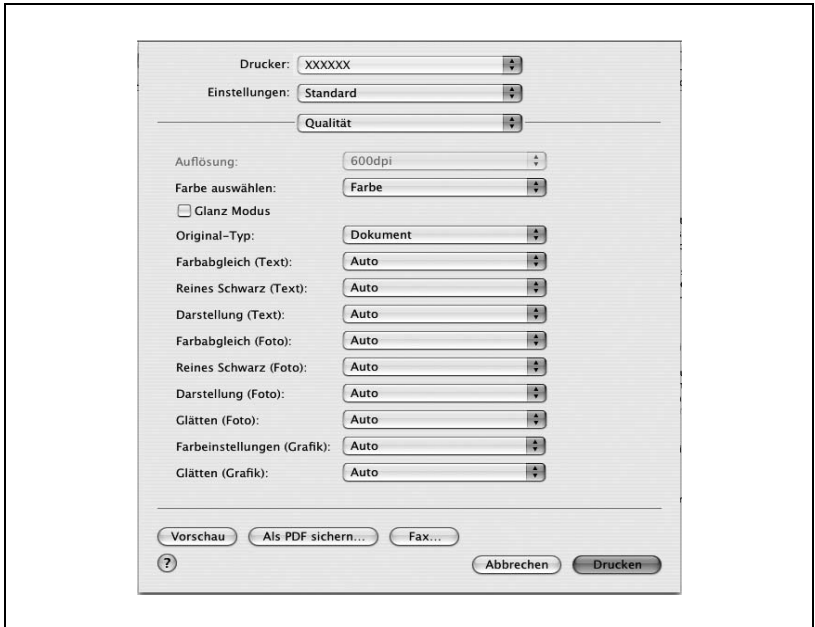 Drucker: XXXXXX
Einstellungen: Standard
Qualität
Auflösung: 600dpi
Farbe auswählen: Farbe
Glanz Modus
Original-Typ: Dokument
Farbabgleich (Text): Auto
Reines Schwarz (Text): Auto
Darstellung (Text): Auto
Farbabgleich (Foto): Auto
Reines Schwarz (Foto): Auto
Darstellung (Foto): Auto
Glätten (Foto): Auto
Farbeinstellungen (Grafik): Auto
Glätten (Grafik): Auto
Vorschau Als PDF sichern... Fax...
? Abbrechen Drucken